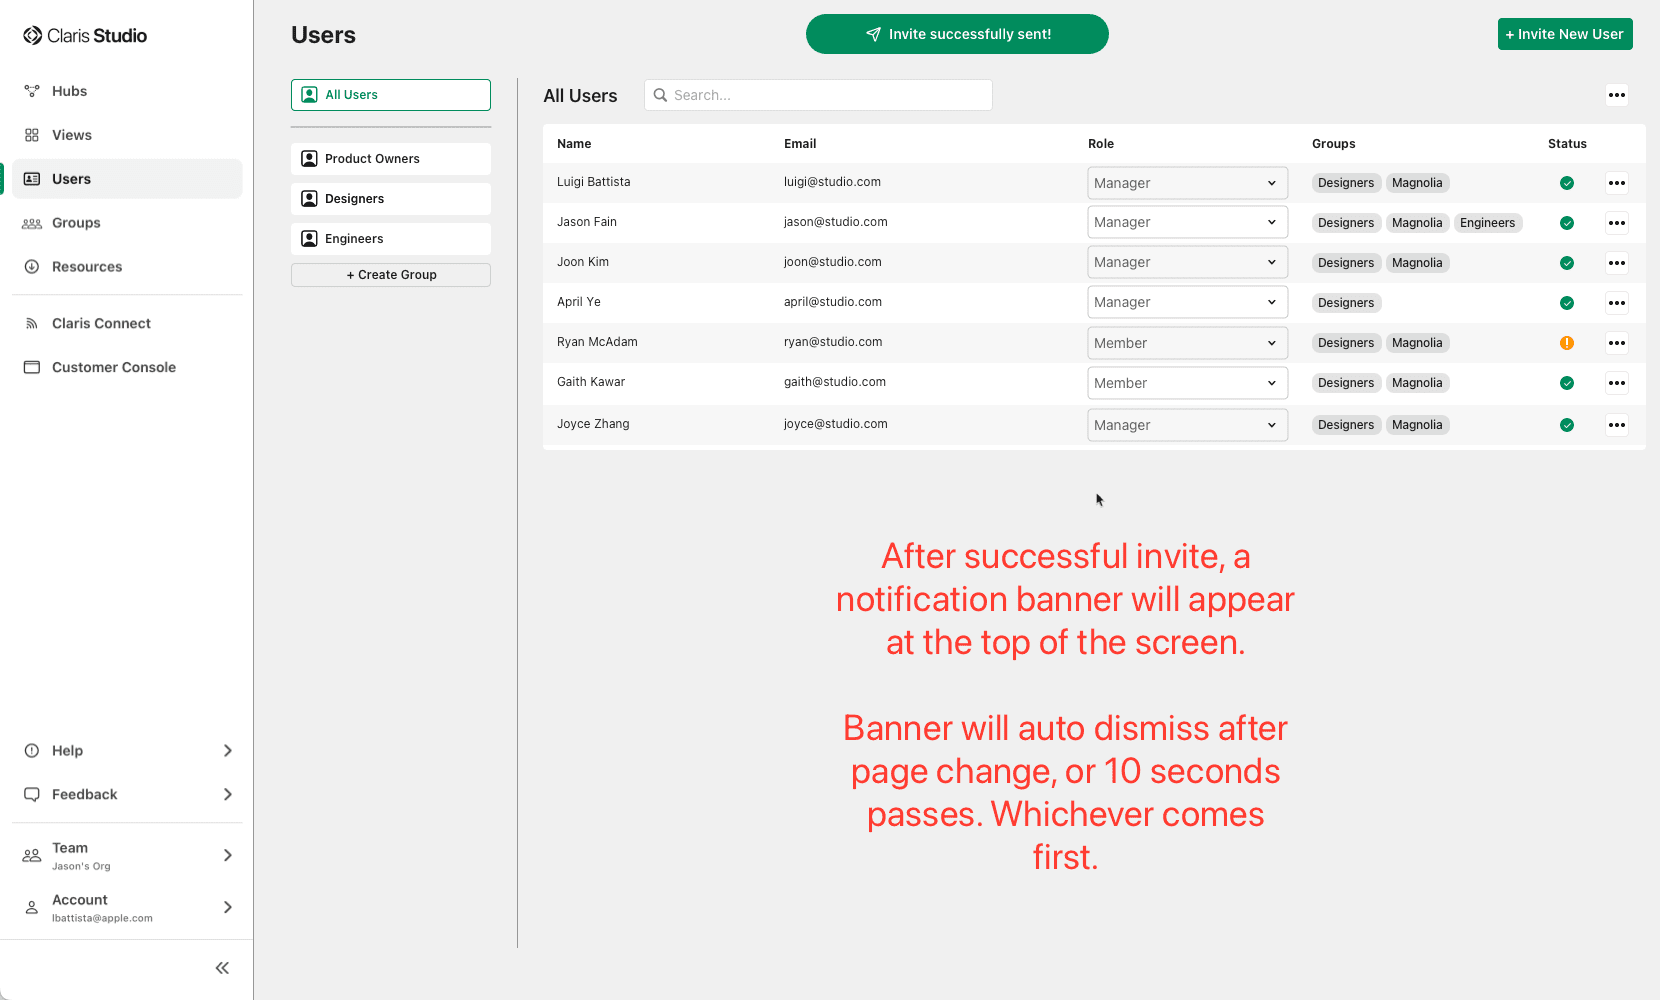 Claris Studio
Hubs
Views
Users
Groups
Resources
Claris Connect
Customer Console
Help
Feedback
Team
Jason's Org
Account
lbattista@apple.com
Users
Invite successfully sent!
+ Invite New User
All Users
Product Owners
Designers
Engineers
+ Create Group
All Users
Search...
Name Email Role Groups Status
Luigi Battista luigi@studio.com Manager Designers Magnolia
Jason Fain jason@studio.com Manager Designers Magnolia Engineers
Joon Kim joon@studio.com Manager Designers Magnolia
April Ye april@studio.com Manager Designers
Ryan McAdam ryan@studio.com Member Designers Magnolia
Gaith Kawar gaith@studio.com Member Designers Magnolia
Joyce Zhang joyce@studio.com Manager Designers Magnolia
After successful invite, a
notification banner will appear
at the top of the screen.
Banner will auto dismiss after
page change, or 10 seconds
passes. Whichever comes
first.